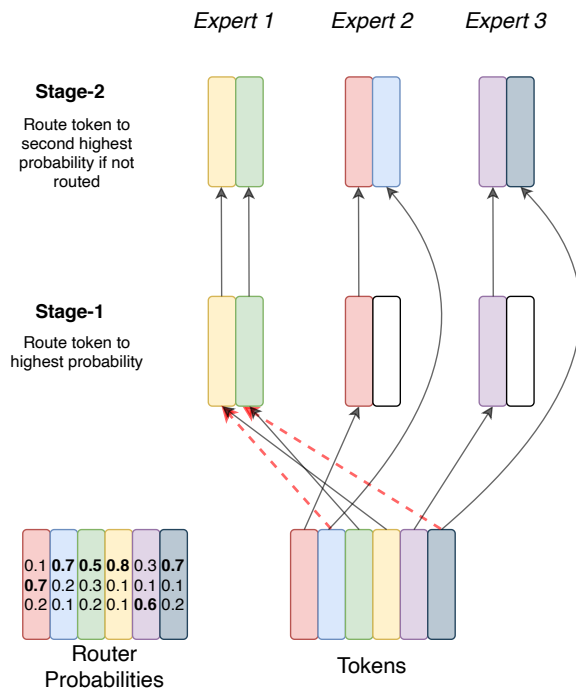 Expert 1 Expert 2 Expert 3
Stage-2
Route token to
second highest
probability if not
routed
Stage-1
Route token to
highest probability
0.1 0.7 0.5 0.8 0.3 0.7
0.7 0.2 0.3 0.1 0.1 0.1
0.2 0.1 0.2 0.1 0.6 0.2
Router
Probabilities
Tokens